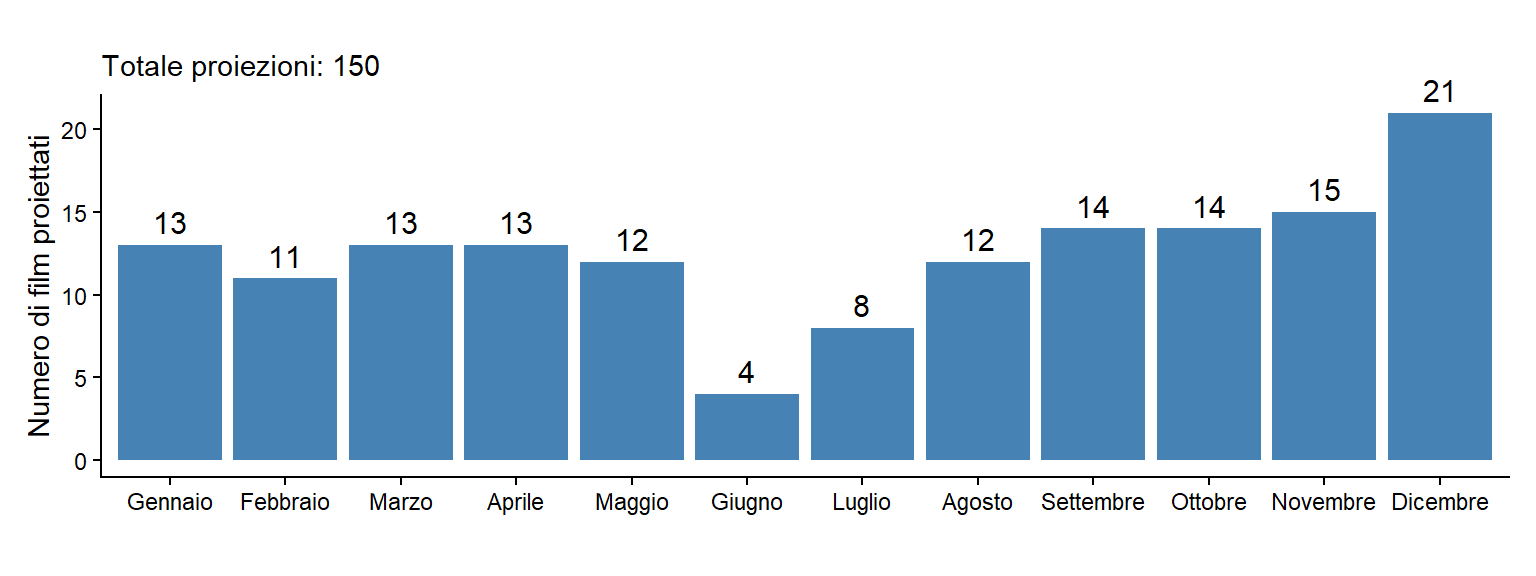 Totale proiezioni: 150
Numero di film proiettati
20
15
10
5
0
13
11
13
13
12
4
8
12
14
14
15
21
Gennaio
Febbraio
Marzo
Aprile
Maggio
Giugno
Luglio
Agosto
Settembre
Ottobre
Novembre
Dicembre